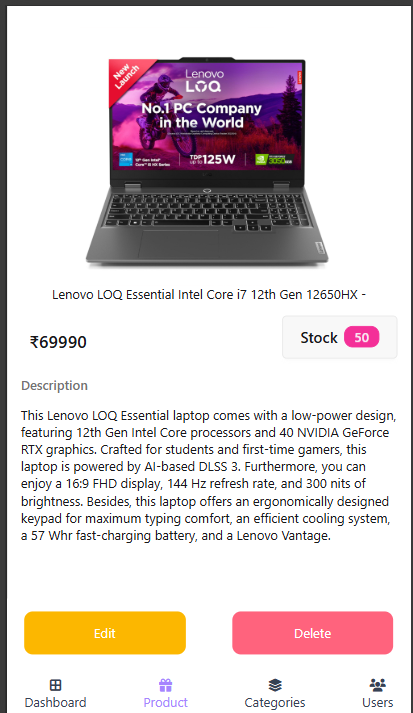 New
Launch
Lenovo
LOQ
No.1 PC Company
in the World
TDP
up to 125W
Lenovo
Lenovo LOQ Essential Intel Core i7 12th Gen 12650HX -
₹69990
Stock 50
Description
This Lenovo LOQ Essential laptop comes with a low-power design,
featuring 12th Gen Intel Core processors and 40 NVIDIA GeForce
RTX graphics. Crafted for students and first-time gamers, this
laptop is powered by AI-based DLSS 3. Furthermore, you can
enjoy a 16:9 FHD display, 144 Hz refresh rate, and 300 nits of
brightness. Besides, this laptop offers an ergonomically designed
keypad for maximum typing comfort, an efficient cooling system,
a 57 Whr fast-charging battery, and a Lenovo Vantage.
Edit
Delete
Dashboard
Product
Categories
Users